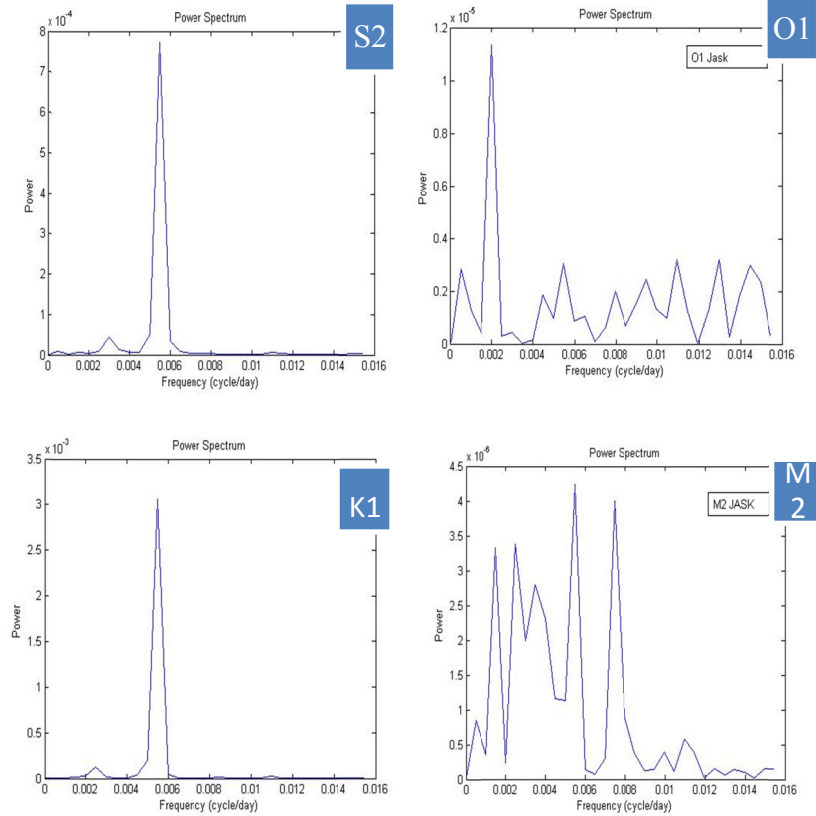 Power Spectrum
x 10-4
S2
8
7
6
5
4
3
2
1
0
Power
0 0.002 0.004 0.006 0.008 0.01 0.012 0.014 0.016
Frequency (cycle/day)
Power Spectrum
x 10-5
O1
O1 Jask
1.2
1
0.8
0.6
0.4
0.2
0
Power
0 0.002 0.004 0.006 0.008 0.01 0.012 0.014 0.016
Frequency (cycle/day)
Power Spectrum
x 10-3
K1
3.5
3
2.5
2
1.5
1
0.5
0
Power
0 0.002 0.004 0.006 0.008 0.01 0.012 0.014 0.016
Frequency (cycle/day)
Power Spectrum
x 10-6
M
2
M2 JASK
4.5
4
3.5
3
2.5
2
1.5
1
0.5
0
Power
0 0.002 0.004 0.006 0.008 0.01 0.012 0.014 0.016
Frequency (cycle/day)